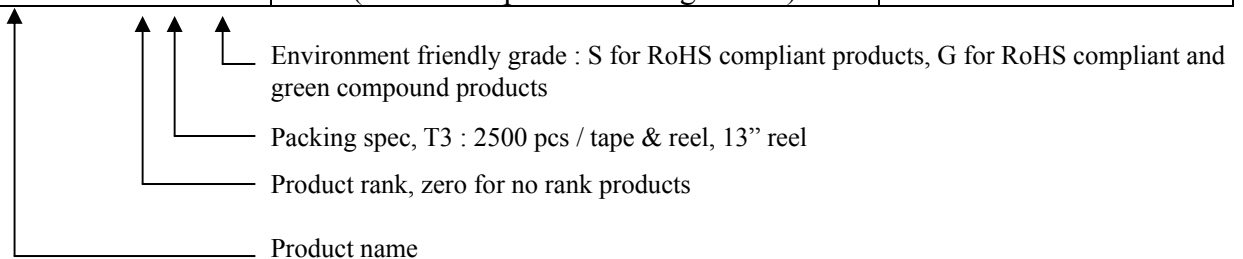 Environment friendly grade : S for RoHS compliant products, G for RoHS compliant and
green compound products
Packing spec, T3 : 2500 pcs / tape & reel, 13” reel
Product rank, zero for no rank products
Product name